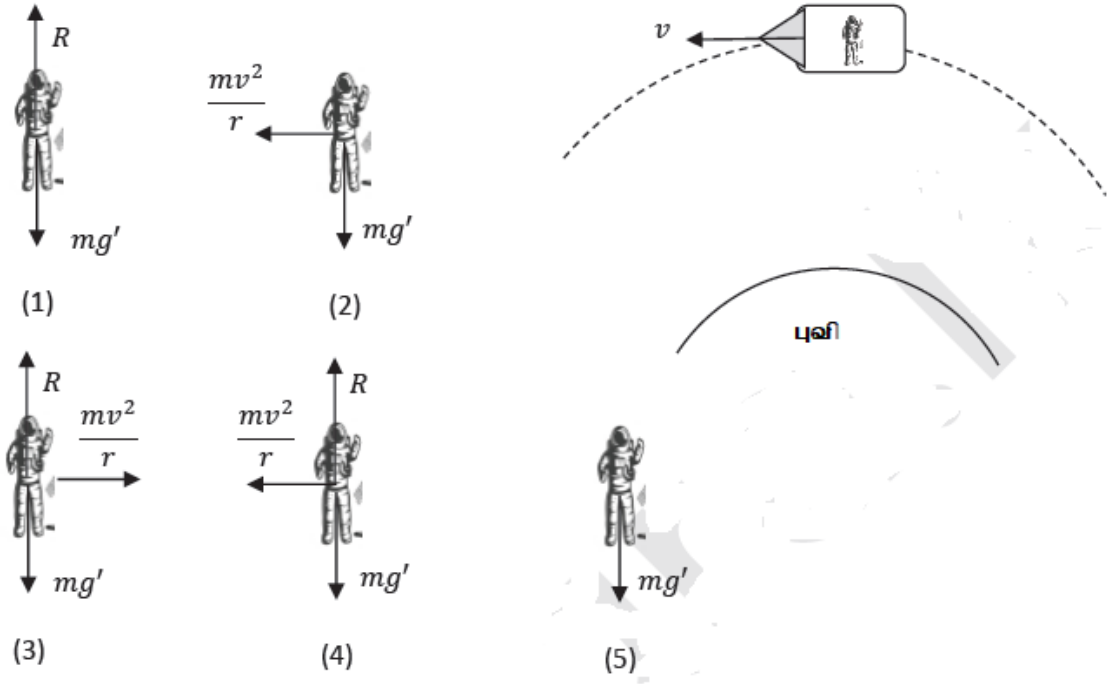 R
mg′
(1)
mv²
r
mg′
(2)
v
புவி
R
mv²
r
mg′
(3)
R
mv²
r
mg′
(4)
mg′
(5)